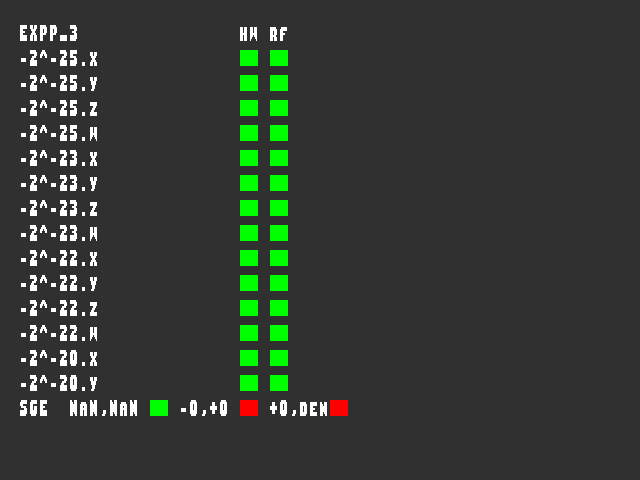 EXPP_3 HW RF
-2^-25.X
-2^-25.Y
-2^-25.Z
-2^-25.W
-2^-23.X
-2^-23.Y
-2^-23.Z
-2^-23.W
-2^-22.X
-2^-22.Y
-2^-22.Z
-2^-22.W
-2^-20.X
-2^-20.Y
SGE NAN,NAN -0,+0 +0,DEN